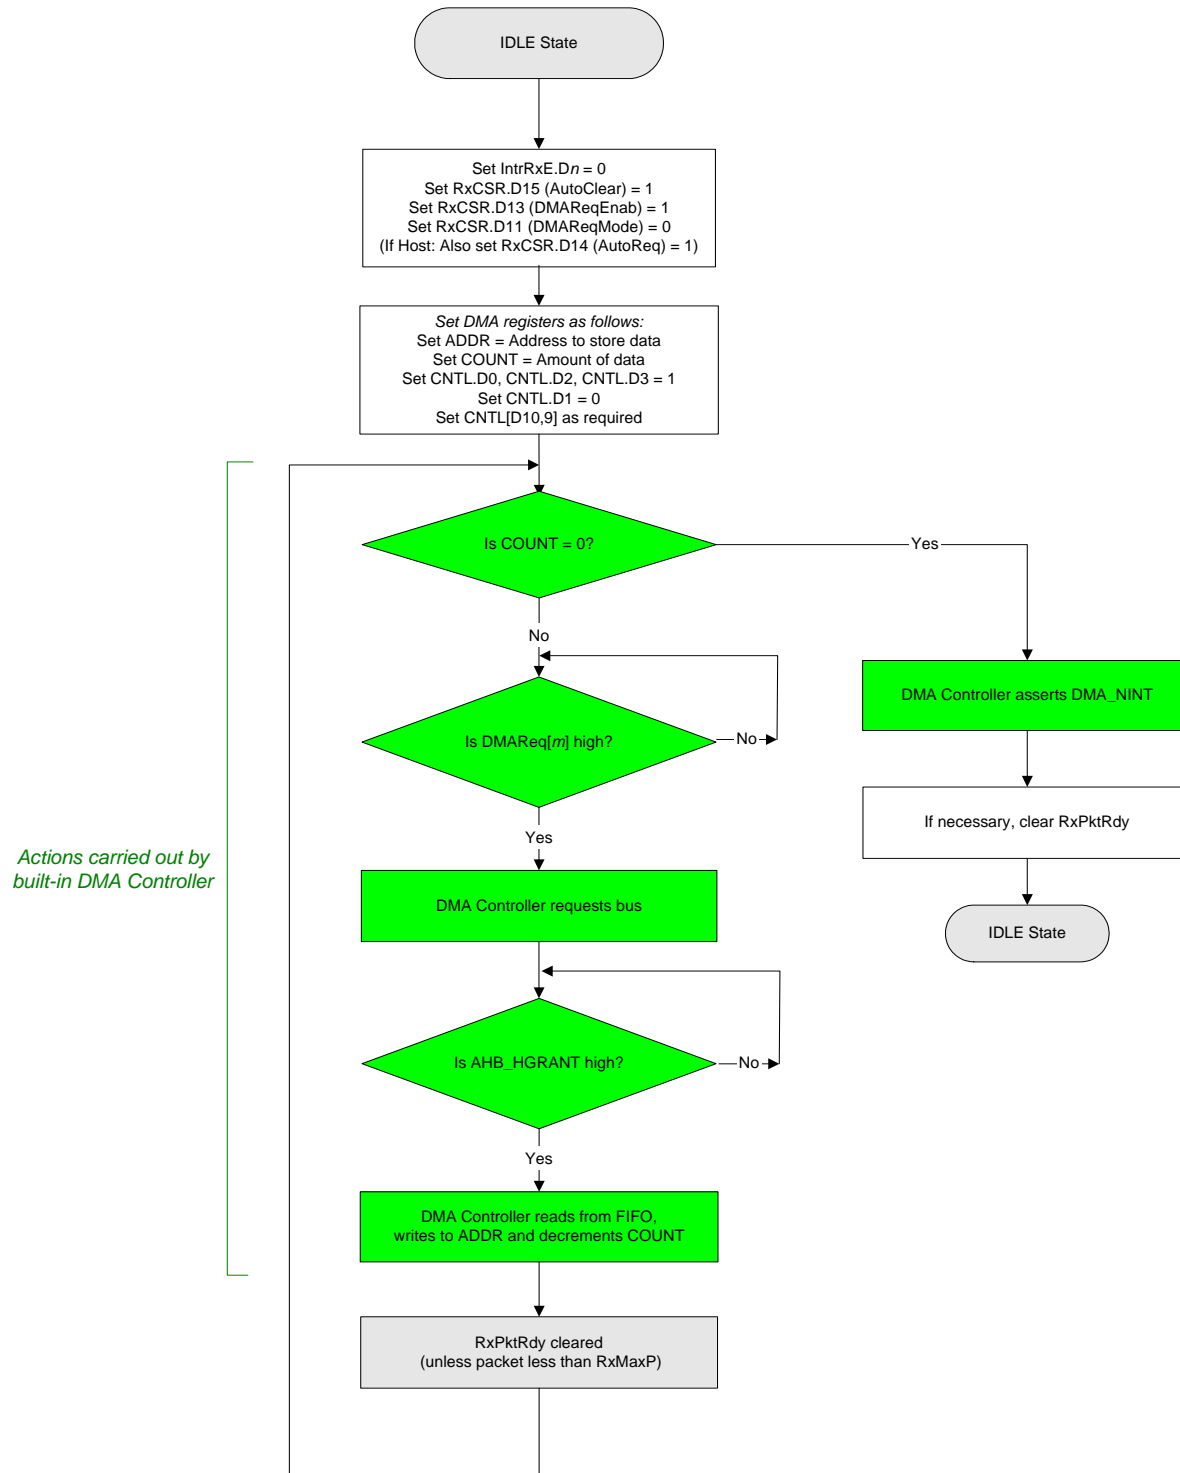 IDLE State
Set IntrRxE.Dn = 0
Set RxCSR.D15 (AutoClear) = 1
Set RxCSR.D13 (DMAReqEnab) = 1
Set RxCSR.D11 (DMAReqMode) = 0
(If Host: Also set RxCSR.D14 (AutoReq) = 1)
Set DMA registers as follows:
Set ADDR = Address to store data
Set COUNT = Amount of data
Set CNTL.D0, CNTL.D2, CNTL.D3 = 1
Set CNTL.D1 = 0
Set CNTL[D10,9] as required
Is COUNT = 0?
Yes
No
DMA Controller asserts DMA_NINT
Is DMAReq[m] high?
No
If necessary, clear RxPktRdy
Yes
Actions carried out by
built-in DMA Controller
DMA Controller requests bus
IDLE State
Is AHB_HGRANT high?
No
Yes
DMA Controller reads from FIFO,
writes to ADDR and decrements COUNT
RxPktRdy cleared
(unless packet less than RxMaxP)